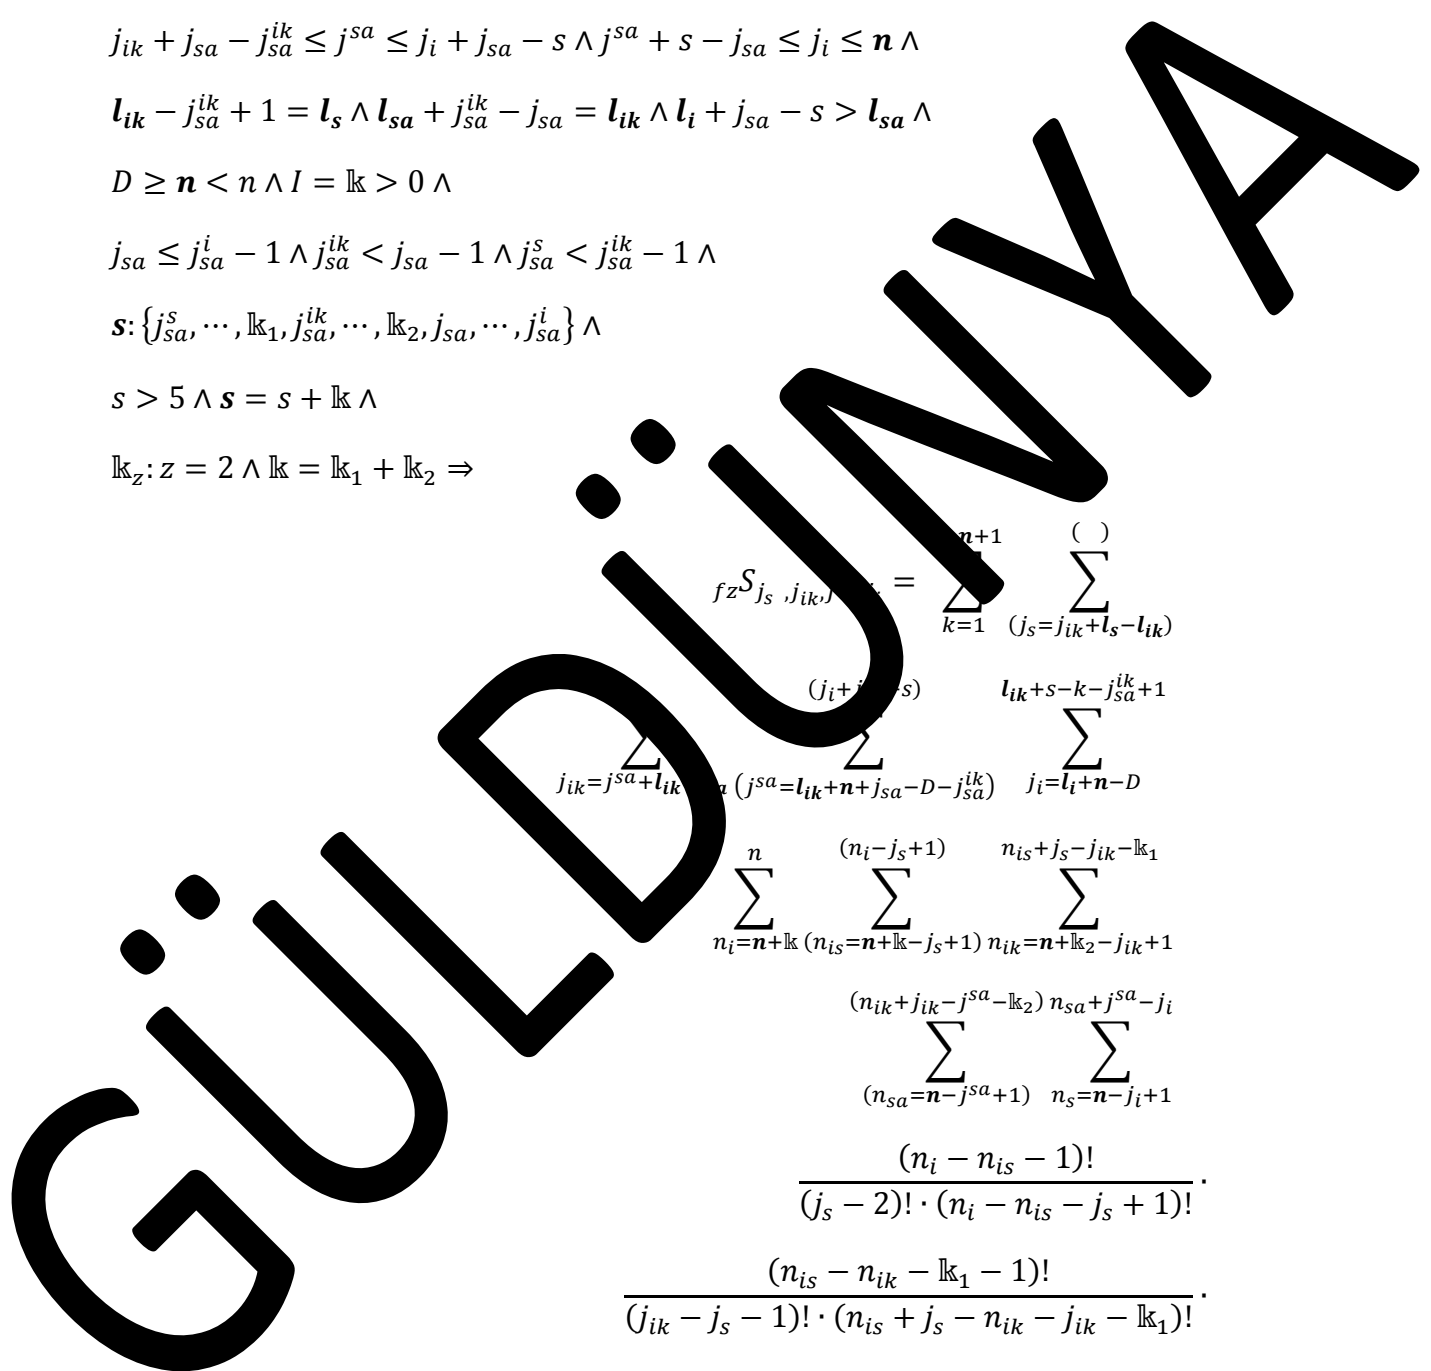 j_{ik} + j_{sa} − j_{sa}^{ik} ≤ j^{sa} ≤ j_i + j_{sa} − s ∧ j^{sa} + s − j_{sa} ≤ j_i ≤ n ∧
l_{ik} − j_{sa}^{ik} + 1 = l_s ∧ l_{sa} + j_{sa}^{ik} − j_{sa} = l_{ik} ∧ l_i + j_{sa} − s > l_{sa} ∧
D ≥ n < n ∧ I = 𝕜 > 0 ∧
j_{sa} ≤ j_{sa}^{i} − 1 ∧ j_{sa}^{ik} < j_{sa} − 1 ∧ j_{sa}^{s} < j_{sa}^{ik} − 1 ∧
s: {j_{sa}^{s}, ⋯, 𝕜_1, j_{sa}^{ik}, ⋯, 𝕜_2, j_{sa}, ⋯, j_{sa}^{i}} ∧
s > 5 ∧ s = s + 𝕜 ∧
𝕜_z: z = 2 ∧ 𝕜 = 𝕜_1 + 𝕜_2 ⇒
n+1 ( )
_{fz}S_{j_s ,j_{ik},j} = ∑ ∑
k=1 (j_s=j_{ik}+l_s−l_{ik})
(j_i+j s) l_{ik}+s−k−j_{sa}^{ik}+1
∑ ∑ ∑
j_{ik}=j^{sa}+l_{ik} (j^{sa}=l_{ik}+n+j_{sa}−D−j_{sa}^{ik}) j_i=l_i+n−D
n (n_i−j_s+1) n_{is}+j_s−j_{ik}−𝕜_1
∑ ∑ ∑
n_i=n+𝕜 (n_{is}=n+𝕜−j_s+1) n_{ik}=n+𝕜_2−j_{ik}+1
(n_{ik}+j_{ik}−j^{sa}−𝕜_2) n_{sa}+j^{sa}−j_i
∑ ∑
(n_{sa}=n−j^{sa}+1) n_s=n−j_i+1
(n_i − n_{is} − 1)!
(j_s − 2)! · (n_i − n_{is} − j_s + 1)! ·
(n_{is} − n_{ik} − 𝕜_1 − 1)!
(j_{ik} − j_s − 1)! · (n_{is} + j_s − n_{ik} − j_{ik} − 𝕜_1)! ·
GÜLDÜNYA